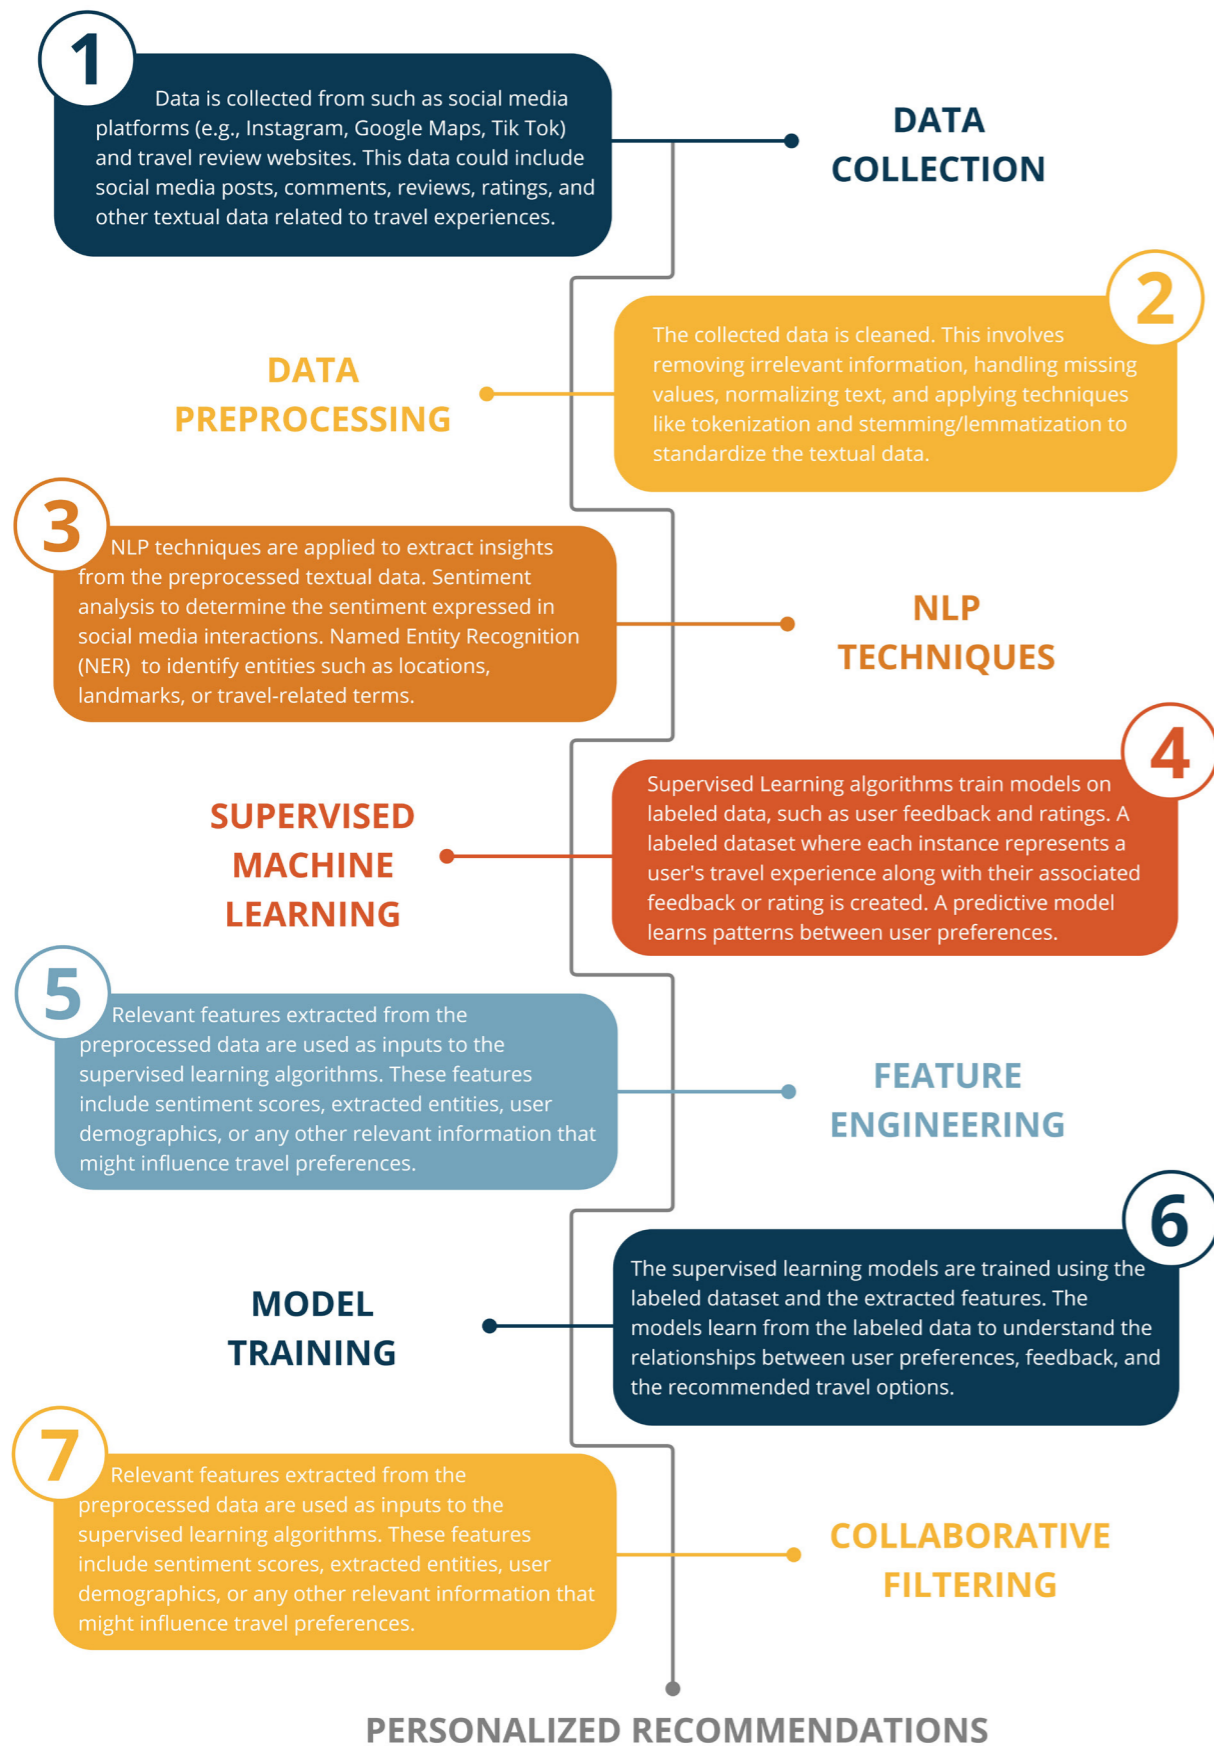 1
Data is collected from such as social media
platforms (e.g., Instagram, Google Maps, Tik Tok)
and travel review websites. This data could include
social media posts, comments, reviews, ratings, and
other textual data related to travel experiences.
DATA
COLLECTION
2
The collected data is cleaned. This involves
removing irrelevant information, handling missing
values, normalizing text, and applying techniques
like tokenization and stemming/lemmatization to
standardize the textual data.
DATA
PREPROCESSING
3
NLP techniques are applied to extract insights
from the preprocessed textual data. Sentiment
analysis to determine the sentiment expressed in
social media interactions. Named Entity Recognition
(NER) to identify entities such as locations,
landmarks, or travel-related terms.
NLP
TECHNIQUES
4
Supervised Learning algorithms train models on
labeled data, such as user feedback and ratings. A
labeled dataset where each instance represents a
user's travel experience along with their associated
feedback or rating is created. A predictive model
learns patterns between user preferences.
SUPERVISED
MACHINE
LEARNING
5
Relevant features extracted from the
preprocessed data are used as inputs to the
supervised learning algorithms. These features
include sentiment scores, extracted entities, user
demographics, or any other relevant information that
might influence travel preferences.
FEATURE
ENGINEERING
6
The supervised learning models are trained using the
labeled dataset and the extracted features. The
models learn from the labeled data to understand the
relationships between user preferences, feedback, and
the recommended travel options.
MODEL
TRAINING
7
Relevant features extracted from the
preprocessed data are used as inputs to the
supervised learning algorithms. These features
include sentiment scores, extracted entities, user
demographics, or any other relevant information that
might influence travel preferences.
COLLABORATIVE
FILTERING
PERSONALIZED RECOMMENDATIONS